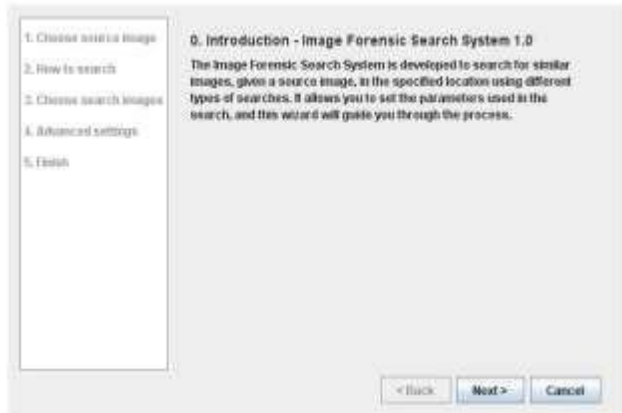 1. Choose source image
2. How to search
3. Choose search images
4. Advanced settings
5. Finish
0. Introduction - Image Forensic Search System 1.0
The Image Forensic Search System is developed to search for similar
images, given a source image, in the specified location using different
types of searches. It allows you to set the parameters used in the
search, and this wizard will guide you through the process.
< Back
Next >
Cancel